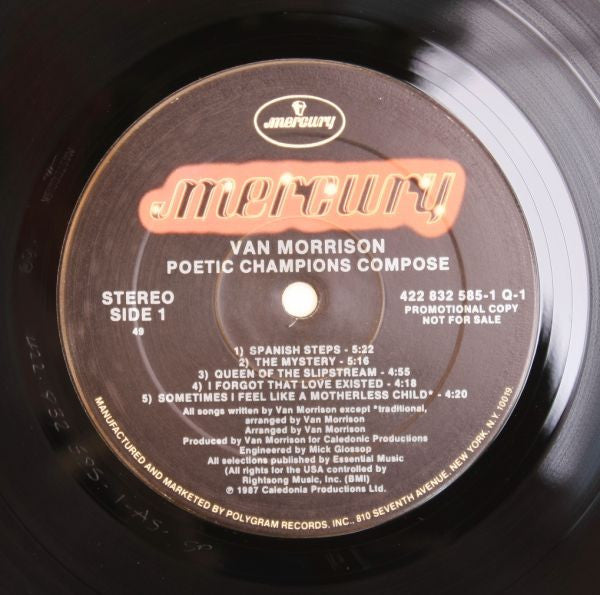 mercury
mercury
VAN MORRISON
POETIC CHAMPIONS COMPOSE
STEREO
SIDE 1
49
422 832 585-1 Q-1
PROMOTIONAL COPY
NOT FOR SALE
1) SPANISH STEPS - 5:22
2) THE MYSTERY - 5:16
3) QUEEN OF THE SLIPSTREAM - 4:55
4) I FORGOT THAT LOVE EXISTED - 4:18
5) SOMETIMES I FEEL LIKE A MOTHERLESS CHILD* - 4:20
All songs written by Van Morrison except *traditional,
arranged by Van Morrison
Arranged by Van Morrison
Produced by Van Morrison for Caledonic Productions
Engineered by Mick Glossop
All selections published by Essential Music
(All rights for the USA controlled by
Rightsong Music, Inc. (BMI)
℗ 1987 Caledonia Productions Ltd.
MANUFACTURED AND MARKETED BY POLYGRAM RECORDS, INC., 810 SEVENTH AVENUE, NEW YORK, N.Y. 10019.